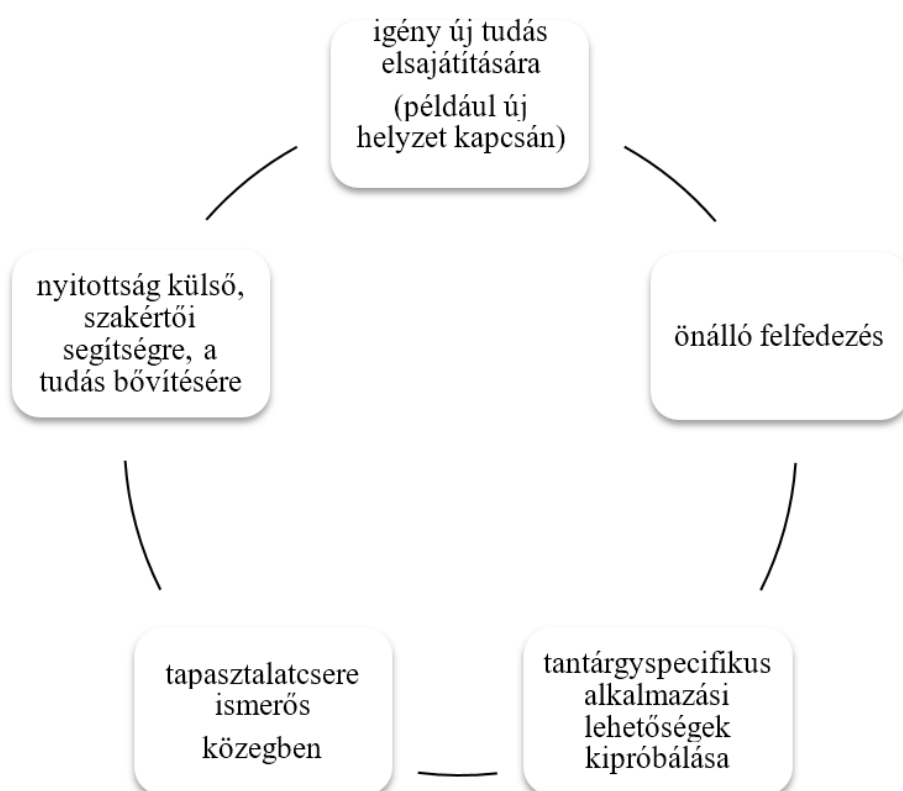 igény új tudás
elsajátítására
(például új
helyzet kapcsán)
önálló felfedezés
tantárgyspecifikus
alkalmazási
lehetőségek
kipróbálása
tapasztalatcsere
ismerős
közegben
nyitottság külső,
szakértői
segítségre, a
tudás bővítésére